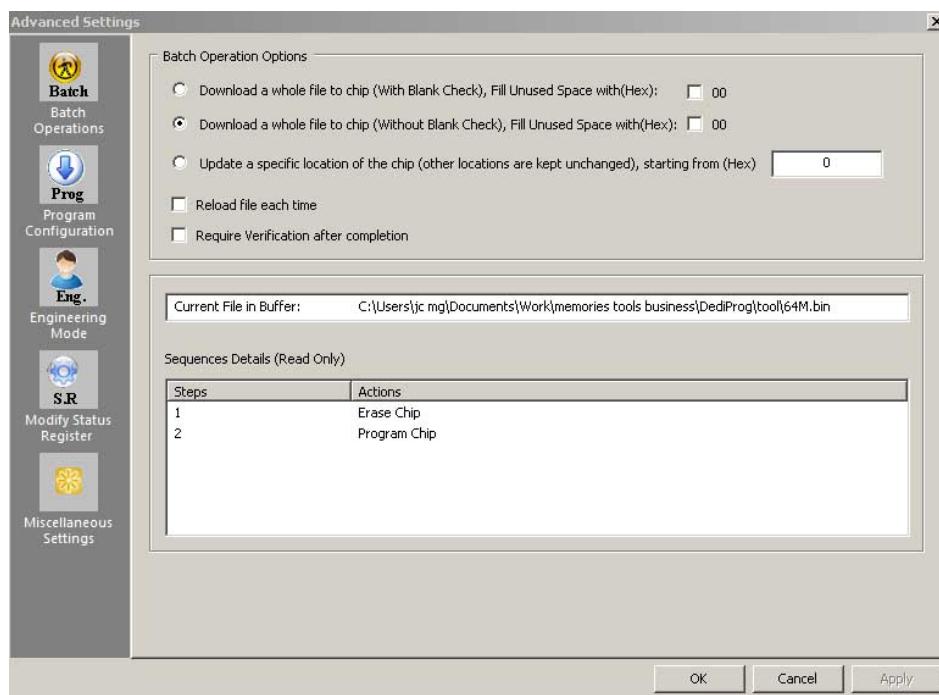 Advanced Settings
Batch
Batch
Operations
Prog
Program
Configuration
Eng.
Engineering
Mode
S.R
Modify Status
Register
Miscellaneous
Settings
Batch Operation Options
Download a whole file to chip (With Blank Check), Fill Unused Space with(Hex): 00
Download a whole file to chip (Without Blank Check), Fill Unused Space with(Hex): 00
Update a specific location of the chip (other locations are kept unchanged), starting from (Hex) 0
Reload file each time
Require Verification after completion
Current File in Buffer: C:\Users\jc mg\Documents\Work\memories tools business\DediProg\tool\64M.bin
Sequences Details (Read Only)
Steps Actions
1 Erase Chip
2 Program Chip
OK Cancel Apply